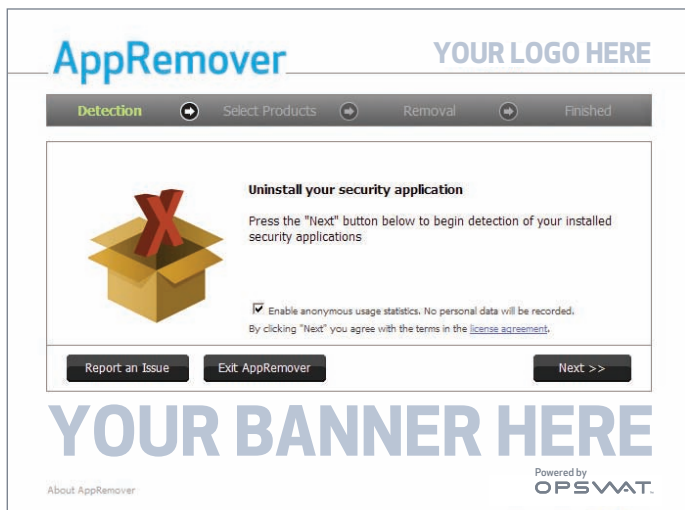 AppRemover
YOUR LOGO HERE
Detection Select Products Removal Finished
Uninstall your security application
Press the "Next" button below to begin detection of your installed
security applications
Enable anonymous usage statistics. No personal data will be recorded.
By clicking "Next" you agree with the terms in the license agreement.
Report an Issue Exit AppRemover Next >>
YOUR BANNER HERE
Powered by
OPSWAT™
About AppRemover